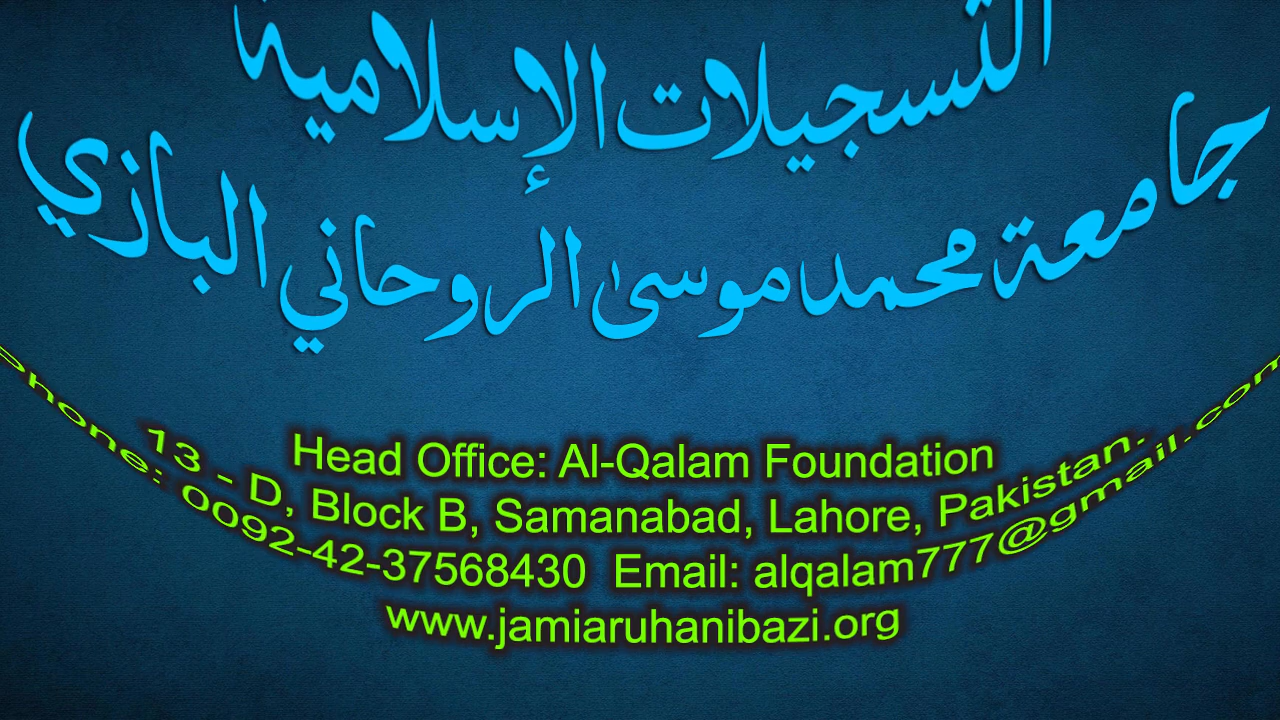 التسجيلات الإسلامية
جامعة محمد موسىٰ الروحاني البازي
Head Office: Al-Qalam Foundation
13 - D, Block B, Samanabad, Lahore, Pakistan.
Phone: 0092-42-37568430 Email: alqalam777@gmail.com
www.jamiaruhanibazi.org